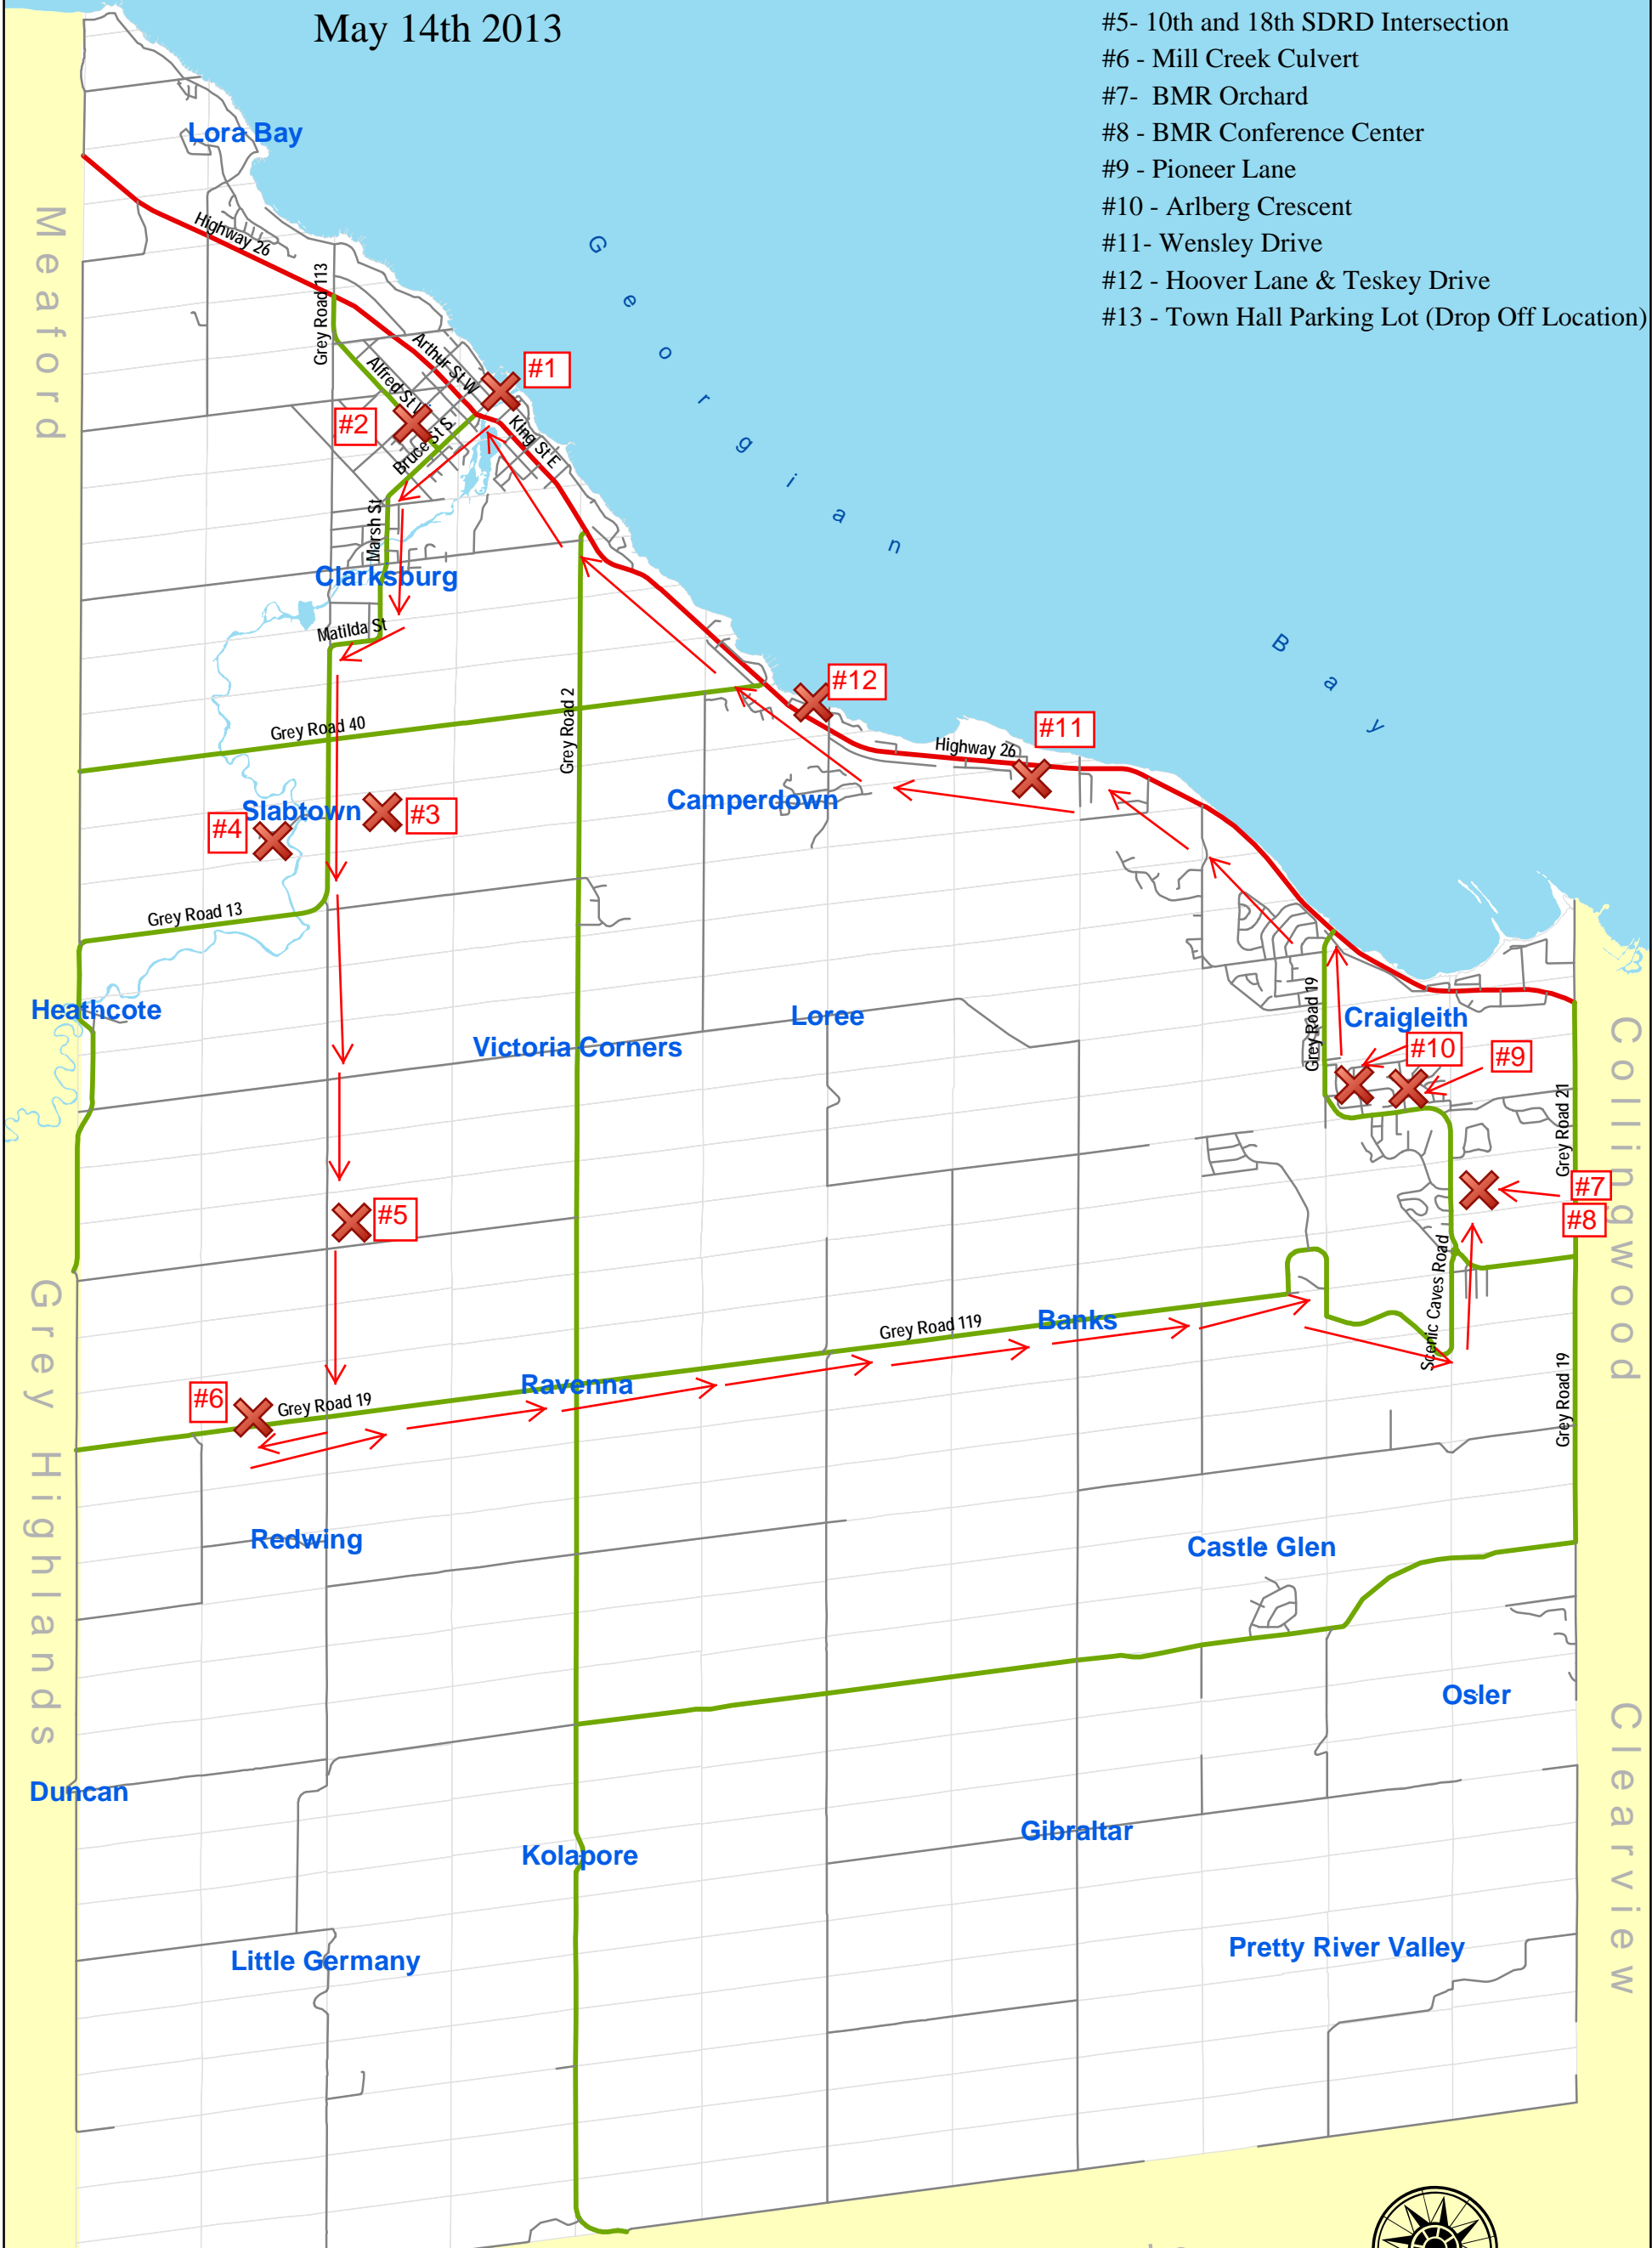 May 14th 2013
#5- 10th and 18th SDRD Intersection
#6 - Mill Creek Culvert
#7-  BMR Orchard
#8 - BMR Conference Center
#9 - Pioneer Lane
#10 - Arlberg Crescent
#11- Wensley Drive
#12 - Hoover Lane & Teskey Drive
#13 - Town Hall Parking Lot (Drop Off Location)
Lora Bay
Meaford
Highway 26
Grey Road 113
Georgian
Bay
Arthur St W
#1
Alfred St
#2
King St E
Bruce St S
Marsh St
Clarksburg
Matilda St
Grey Road 2
#12
Grey Road 40
#11
Highway 26
Camperdown
Slabtown
#3
#4
Grey Road 13
Heathcote
Loree
Victoria Corners
Grey Road 19
Craigleith
#10
#9
Collingwood
Grey Road 21
#7
#8
#5
Scenic Caves Road
Grey Highlands
Banks
Grey Road 119
Ravenna
Grey Road 19
#6
Grey Road 19
Redwing
Castle Glen
Osler
Clearview
Duncan
Gibraltar
Kolapore
Little Germany
Pretty River Valley